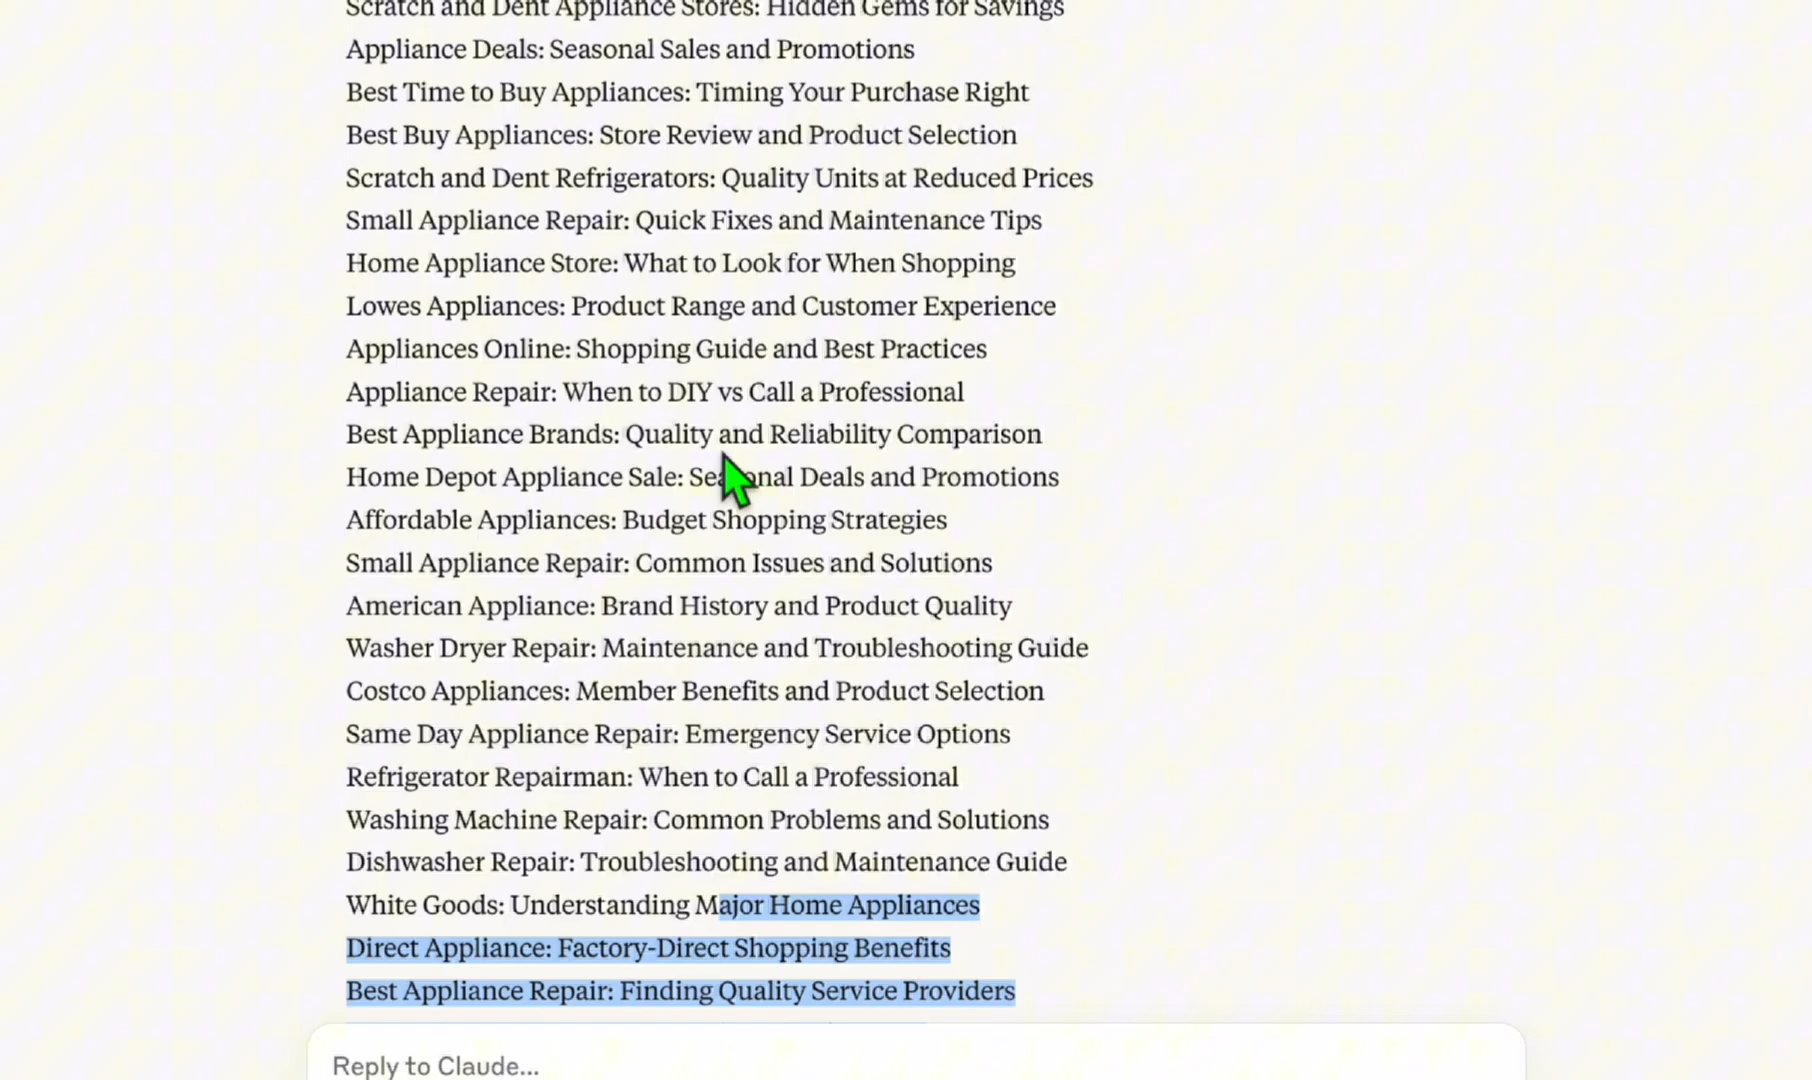 Scratch and Dent Appliance Stores: Hidden Gems for Savings
Appliance Deals: Seasonal Sales and Promotions
Best Time to Buy Appliances: Timing Your Purchase Right
Best Buy Appliances: Store Review and Product Selection
Scratch and Dent Refrigerators: Quality Units at Reduced Prices
Small Appliance Repair: Quick Fixes and Maintenance Tips
Home Appliance Store: What to Look for When Shopping
Lowes Appliances: Product Range and Customer Experience
Appliances Online: Shopping Guide and Best Practices
Appliance Repair: When to DIY vs Call a Professional
Best Appliance Brands: Quality and Reliability Comparison
Home Depot Appliance Sale: Seasonal Deals and Promotions
Affordable Appliances: Budget Shopping Strategies
Small Appliance Repair: Common Issues and Solutions
American Appliance: Brand History and Product Quality
Washer Dryer Repair: Maintenance and Troubleshooting Guide
Costco Appliances: Member Benefits and Product Selection
Same Day Appliance Repair: Emergency Service Options
Refrigerator Repairman: When to Call a Professional
Washing Machine Repair: Common Problems and Solutions
Dishwasher Repair: Troubleshooting and Maintenance Guide
White Goods: Understanding Major Home Appliances
Direct Appliance: Factory-Direct Shopping Benefits
Best Appliance Repair: Finding Quality Service Providers
Reply to Claude...